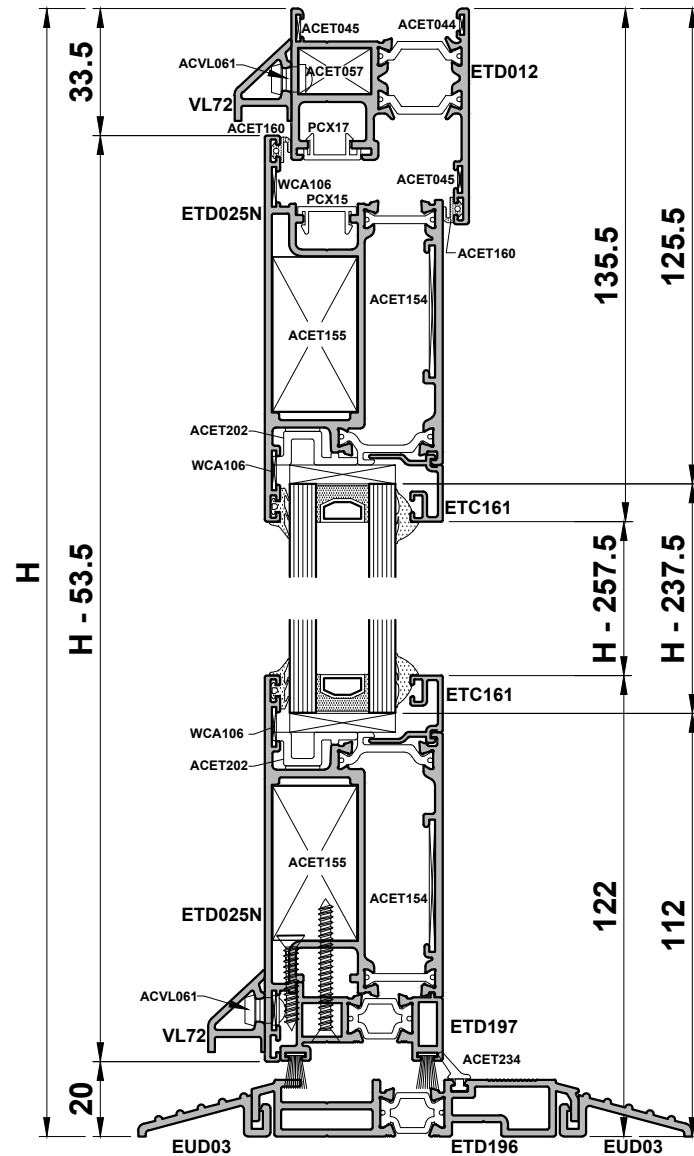 ACET045
ACET044
ACVL061
ACET057
ETD012
VL72
ACET160
PCX17
WCA106
ACET045
PCX15
ETD025N
ACET160
ACET154
ACET155
ACET202
WCA106
ETC161
33.5
135.5
125.5
H
H - 53.5
H - 257.5
H - 237.5
ETC161
WCA106
ACET202
ACET155
ACET154
ETD025N
122
112
ACVL061
VL72
ETD197
ACET234
20
EUD03
ETD196
EUD03